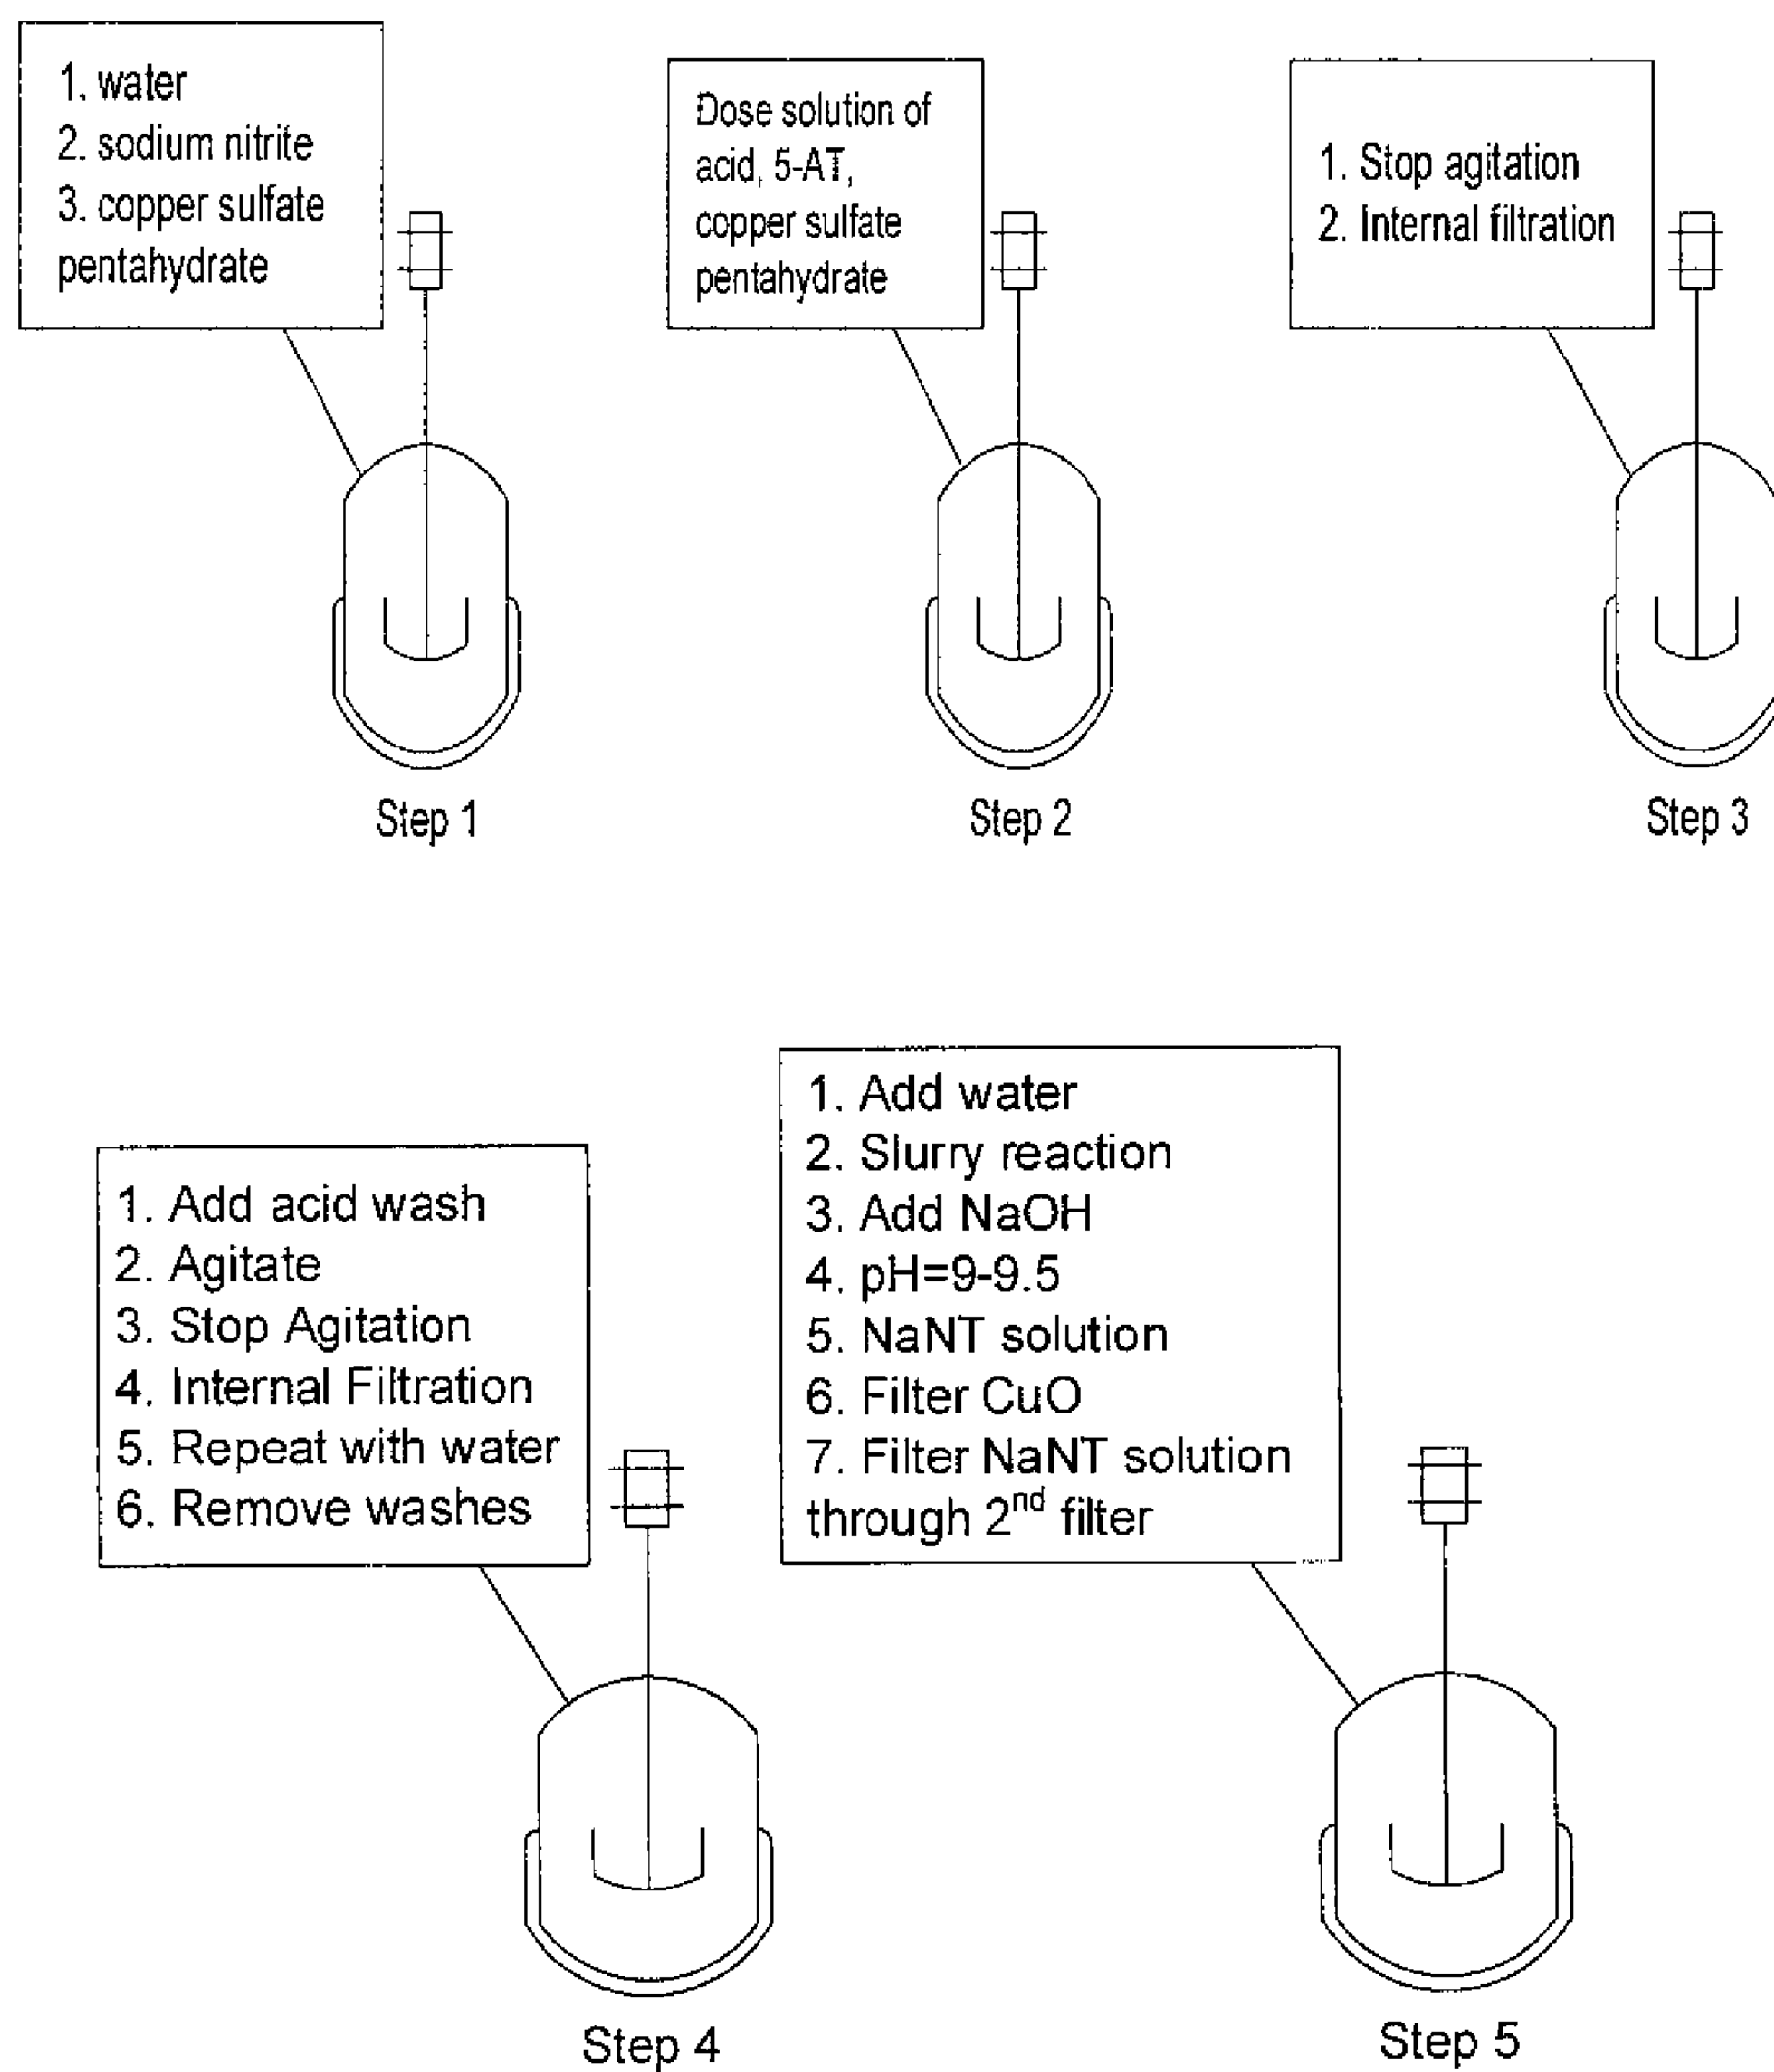 1. water
2. sodium nitrite
3. copper sulfate
pentahydrate
Dose solution of
acid, 5-AT,
copper sulfate
pentahydrate
1. Stop agitation
2. Internal filtration
Step 1
Step 2
Step 3
1. Add acid wash
2. Agitate
3. Stop Agitation
4. Internal Filtration
5. Repeat with water
6. Remove washes
1. Add water
2. Slurry reaction
3. Add NaOH
4. pH=9-9.5
5. NaNT solution
6. Filter CuO
7. Filter NaNT solution
through 2nd filter
Step 4
Step 5